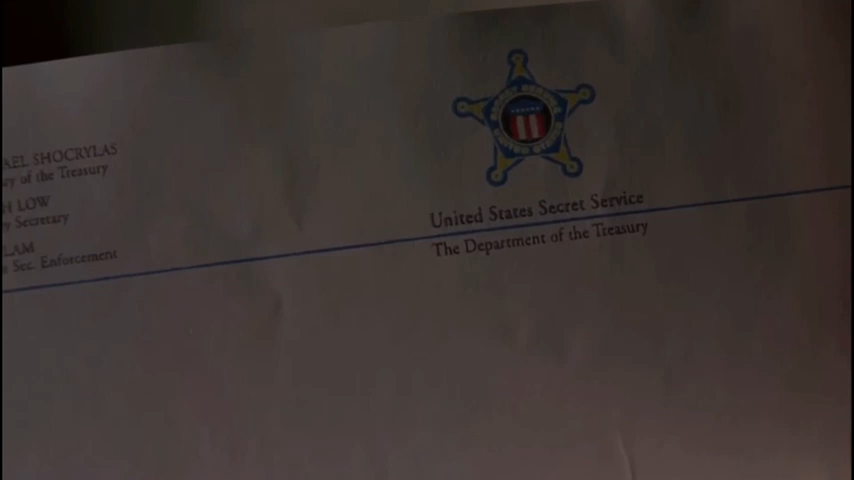 AEL SHOCRYLAS
ry of the Treasury
H LOW
y Secretary
LAM
Sec. Enforcement
United States Secret Service
The Department of the Treasury